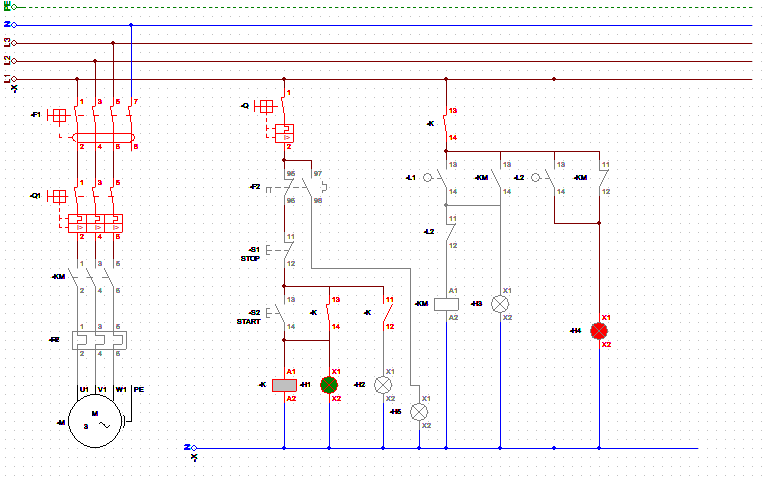 PE
N
L3
L2
L1
-X
1 3 5 7
-F1
2 4 6 8
1 3 5
-Q1
I> I> I>
2 4 6
1 3 5
-KM
2 4 6
1 3 5
-F2
2 4 6
U1 V1 W1 PE
-M
M
3
1
-Q
I>
2
95 97
-F2
96 98
11
-S1
STOP
12
13 13 11
-S2 -K -K
START
14 14 12
A1 X1 X1
-K -H1 -H2
A2 X2 X2
X1
-H5
X2
13
-K
14
13 13 13 11
-L1 -KM -L2 -KM
14 14 14 12
11
-L2
12
A1 X1
-KM -H3
A2 X2
X1
-H4
X2
N
-X